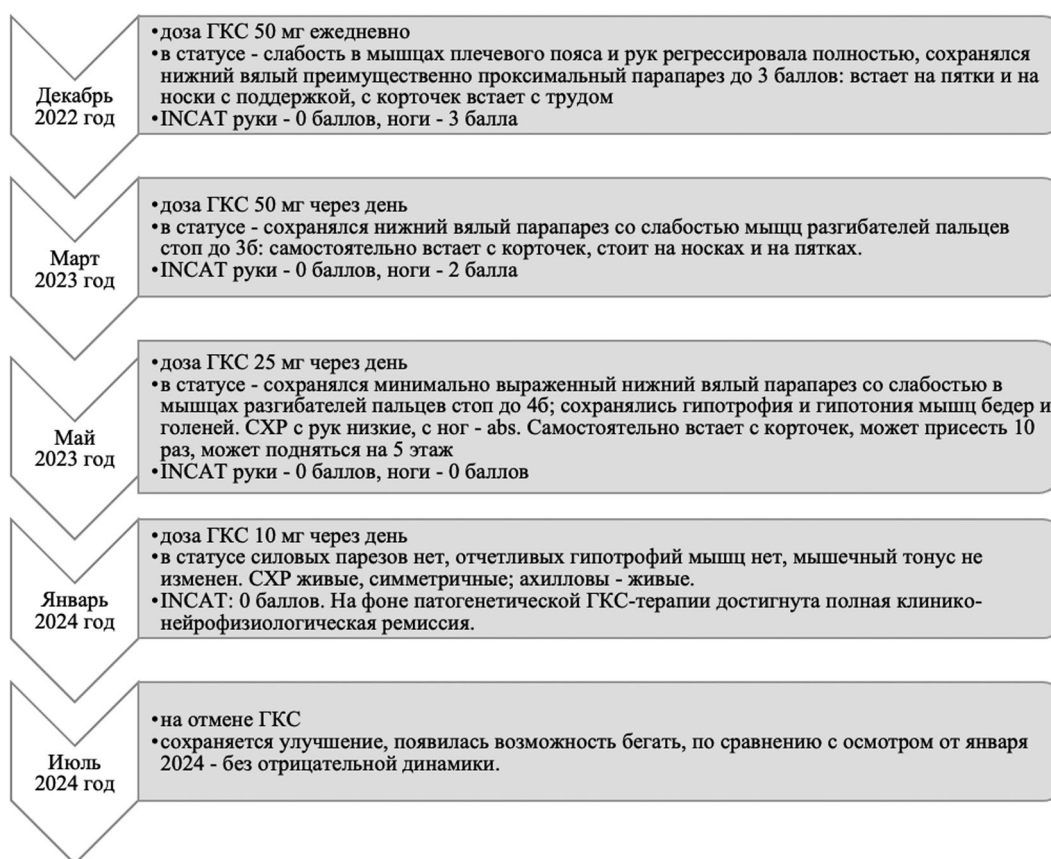 Декабрь
2022 год
•доза ГКС 50 мг ежедневно
•в статусе - слабость в мышцах плечевого пояса и рук регрессировала полностью, сохранялся
нижний вялый преимущественно проксимальный парапарез до 3 баллов: встает на пятки и на
носки с поддержкой, с корточек встает с трудом
•INCAT руки - 0 баллов, ноги - 3 балла
Март
2023 год
•доза ГКС 50 мг через день
•в статусе - сохранялся нижний вялый парапарез со слабостью мыщц разгибателей пальцев
стоп до 3б: самостоятельно встает с корточек, стоит на носках и на пятках.
•INCAT руки - 0 баллов, ноги - 2 балла
Май
2023 год
•доза ГКС 25 мг через день
•в статусе - сохранялся минимально выраженный нижний вялый парапарез со слабостью в
мышцах разгибателей пальцев стоп до 4б; сохранялись гипотрофия и гипотония мышц бедер и
голеней. СХР с рук низкие, с ног - abs. Самостоятельно встает с корточек, может присесть 10
раз, может подняться на 5 этаж
•INCAT руки - 0 баллов, ноги - 0 баллов
Январь
2024 год
•доза ГКС 10 мг через день
•в статусе силовых парезов нет, отчетливых гипотрофий мышц нет, мышечный тонус не
изменен. СХР живые, симметричные; ахилловы - живые.
•INCAT: 0 баллов. На фоне патогенетической ГКС-терапии достигнута полная клинико-
нейрофизиологическая ремиссия.
Июль
2024 год
•на отмене ГКС
•сохраняется улучшение, появилась возможность бегать, по сравнению с осмотром от января
2024 - без отрицательной динамики.